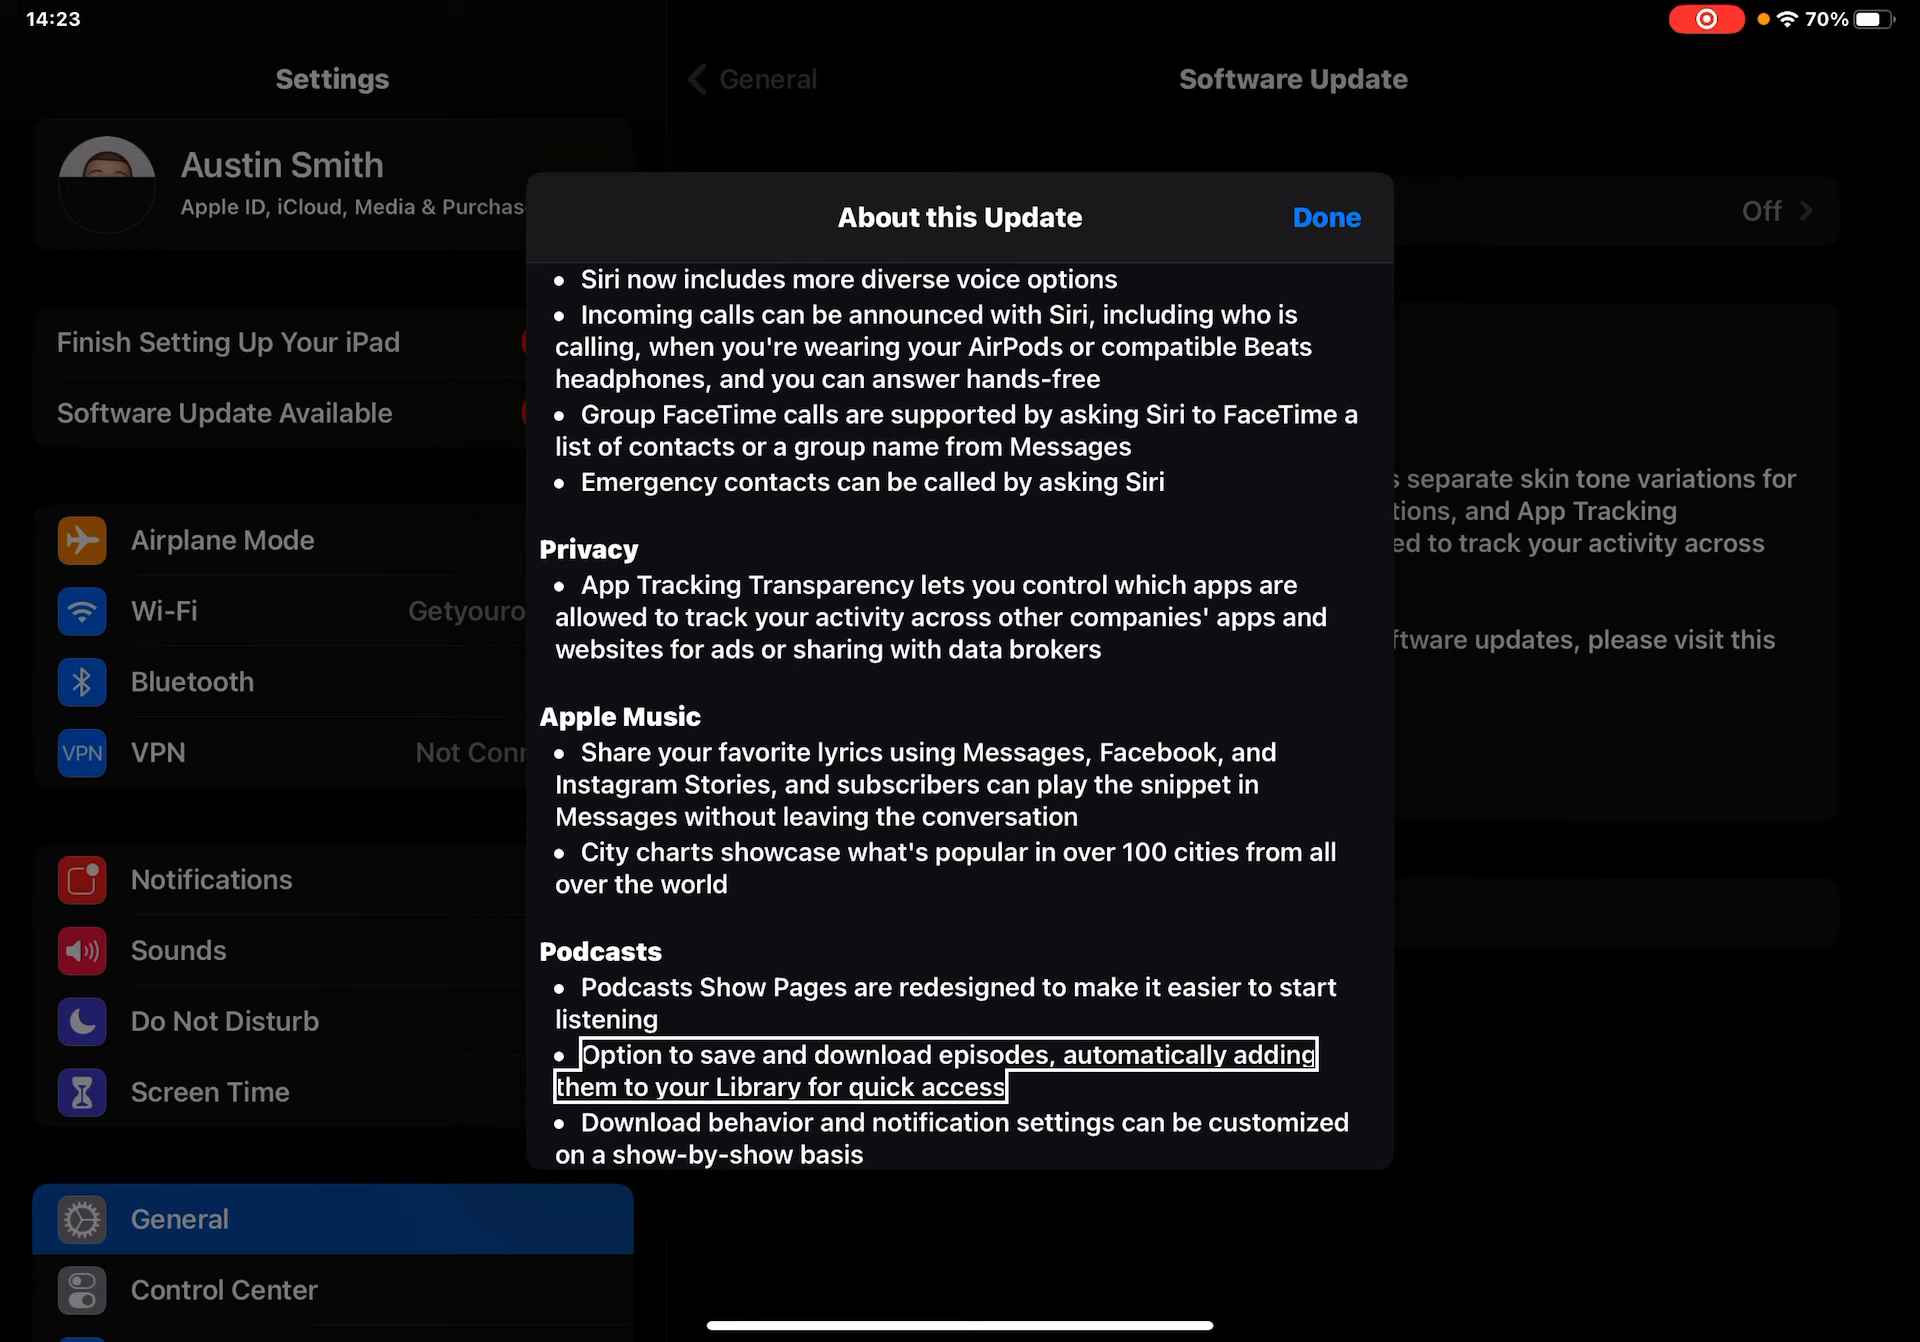 14:23
70%
Settings
General
Software Update
Austin Smith
Apple ID, iCloud, Media & Purchas
Off
About this Update
Done
Finish Setting Up Your iPad
Software Update Available
Airplane Mode
Wi-Fi
Getyouro
Bluetooth
VPN
VPN
Not Con
Notifications
Sounds
Do Not Disturb
Screen Time
General
Control Center
• Siri now includes more diverse voice options
• Incoming calls can be announced with Siri, including who is
calling, when you're wearing your AirPods or compatible Beats
headphones, and you can answer hands-free
• Group FaceTime calls are supported by asking Siri to FaceTime a
list of contacts or a group name from Messages
• Emergency contacts can be called by asking Siri
Privacy
• App Tracking Transparency lets you control which apps are
allowed to track your activity across other companies' apps and
websites for ads or sharing with data brokers
Apple Music
• Share your favorite lyrics using Messages, Facebook, and
Instagram Stories, and subscribers can play the snippet in
Messages without leaving the conversation
• City charts showcase what's popular in over 100 cities from all
over the world
Podcasts
• Podcasts Show Pages are redesigned to make it easier to start
listening
• Option to save and download episodes, automatically adding
them to your Library for quick access
• Download behavior and notification settings can be customized
on a show-by-show basis
separate skin tone variations for
tions, and App Tracking
ed to track your activity across
ftware updates, please visit this